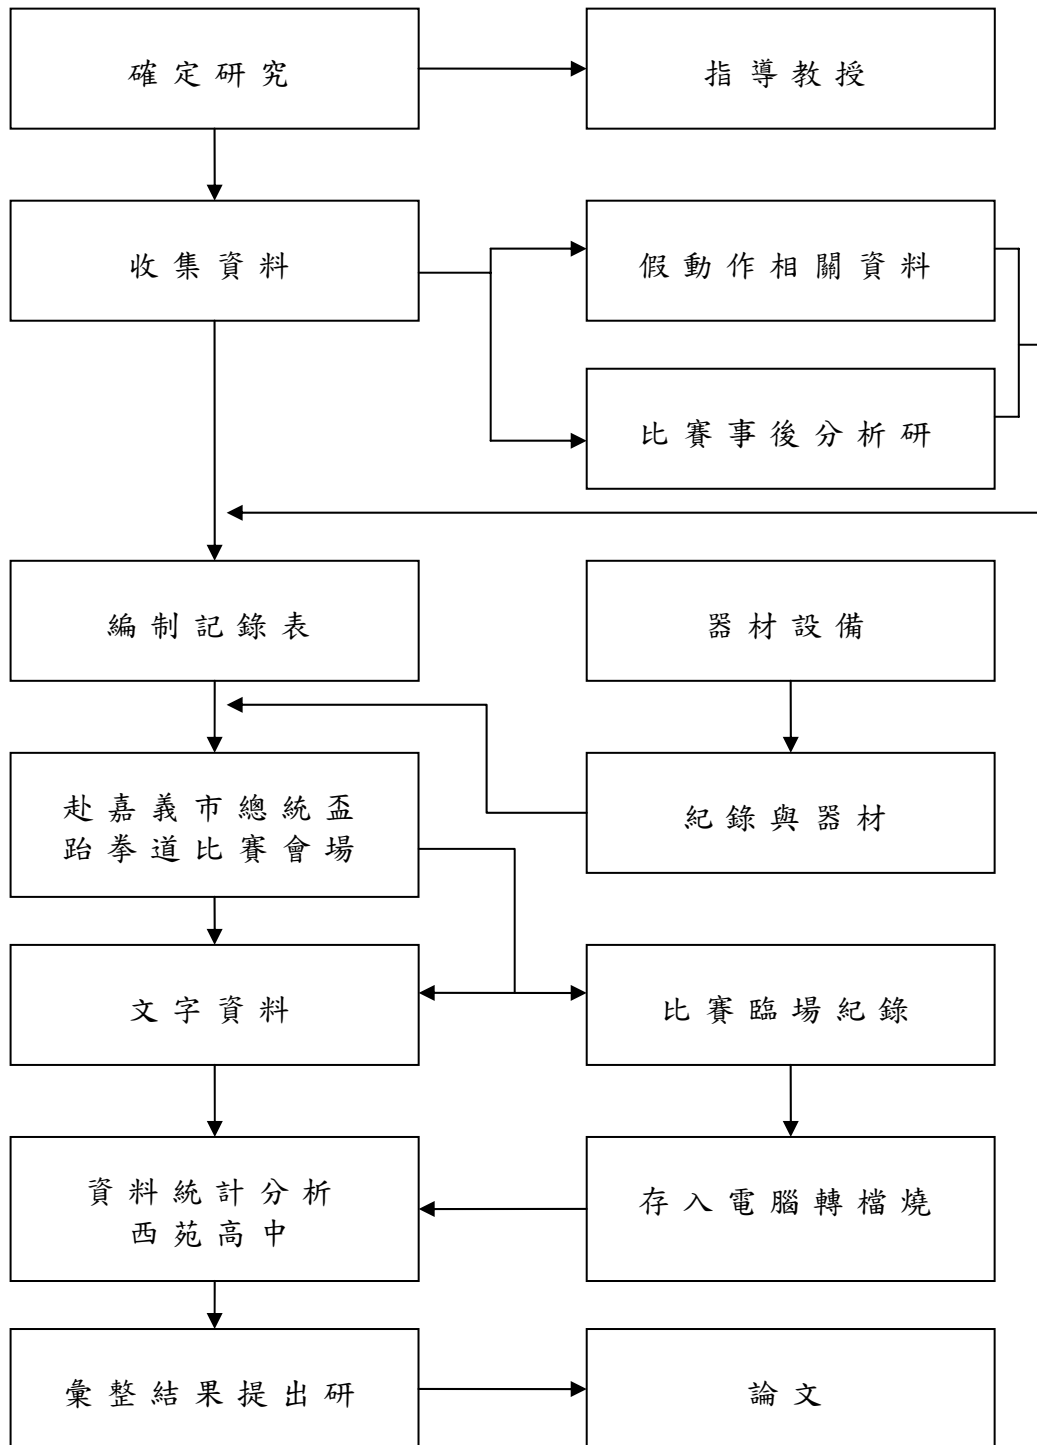 確定研究
指導教授
收集資料
假動作相關資料
比賽事後分析研
編制記錄表
器材設備
赴嘉義市總統盃
跆拳道比賽會場
紀錄與器材
文字資料
比賽臨場紀錄
資料統計分析
西苑高中
存入電腦轉檔燒
彙整結果提出研
論文